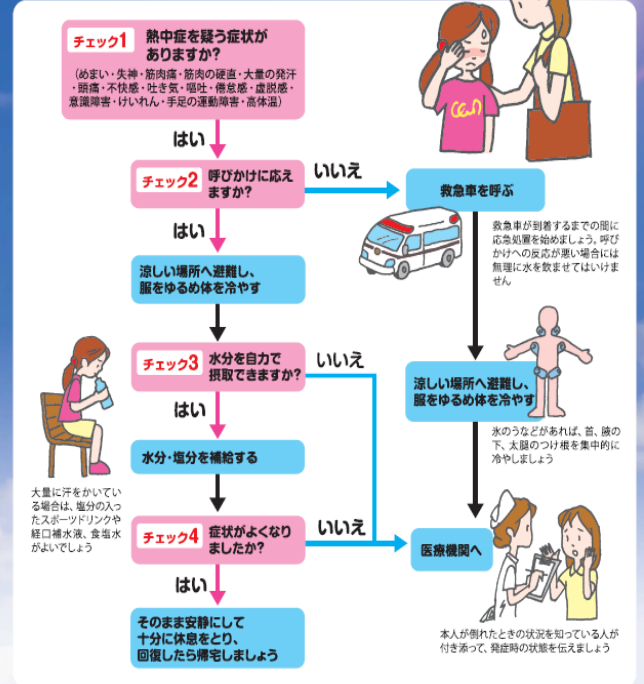 チェック1
熱中症を疑う症状が
ありますか?
(めまい・失神・筋肉痛・筋肉の硬直・大量の発汗
・頭痛・不快感・吐き気・嘔吐・倦怠感・虚脱感・
意識障害・けいれん・手足の運動障害・高体温)
はい
チェック2
呼びかけに応え
ますか?
いいえ
救急車を呼ぶ
救急車が到着するまでの間に
応急処置を始めましょう。呼び
かけへの反応が悪い場合には
無理に水を飲ませてはいけま
せん
はい
涼しい場所へ避難し、
服をゆるめ体を冷やす
チェック3
水分を自力で
摂取できますか?
いいえ
涼しい場所へ避難し、
服をゆるめ体を冷やす
氷のうなどがあれば、首、腋の
下、太腿のつけ根を集中的に
冷やしましょう
はい
水分・塩分を補給する
大量に汗をかいてい
る場合は、塩分の入っ
たスポーツドリンクや
経口補水液、食塩水
がよいでしょう
チェック4
症状がよくなり
ましたか?
いいえ
医療機関へ
本人が倒れたときの状況を知っている人が
付き添って、発症時の状態を伝えましょう
はい
そのまま安静にして
十分に休息をとり、
回復したら帰宅しましょう